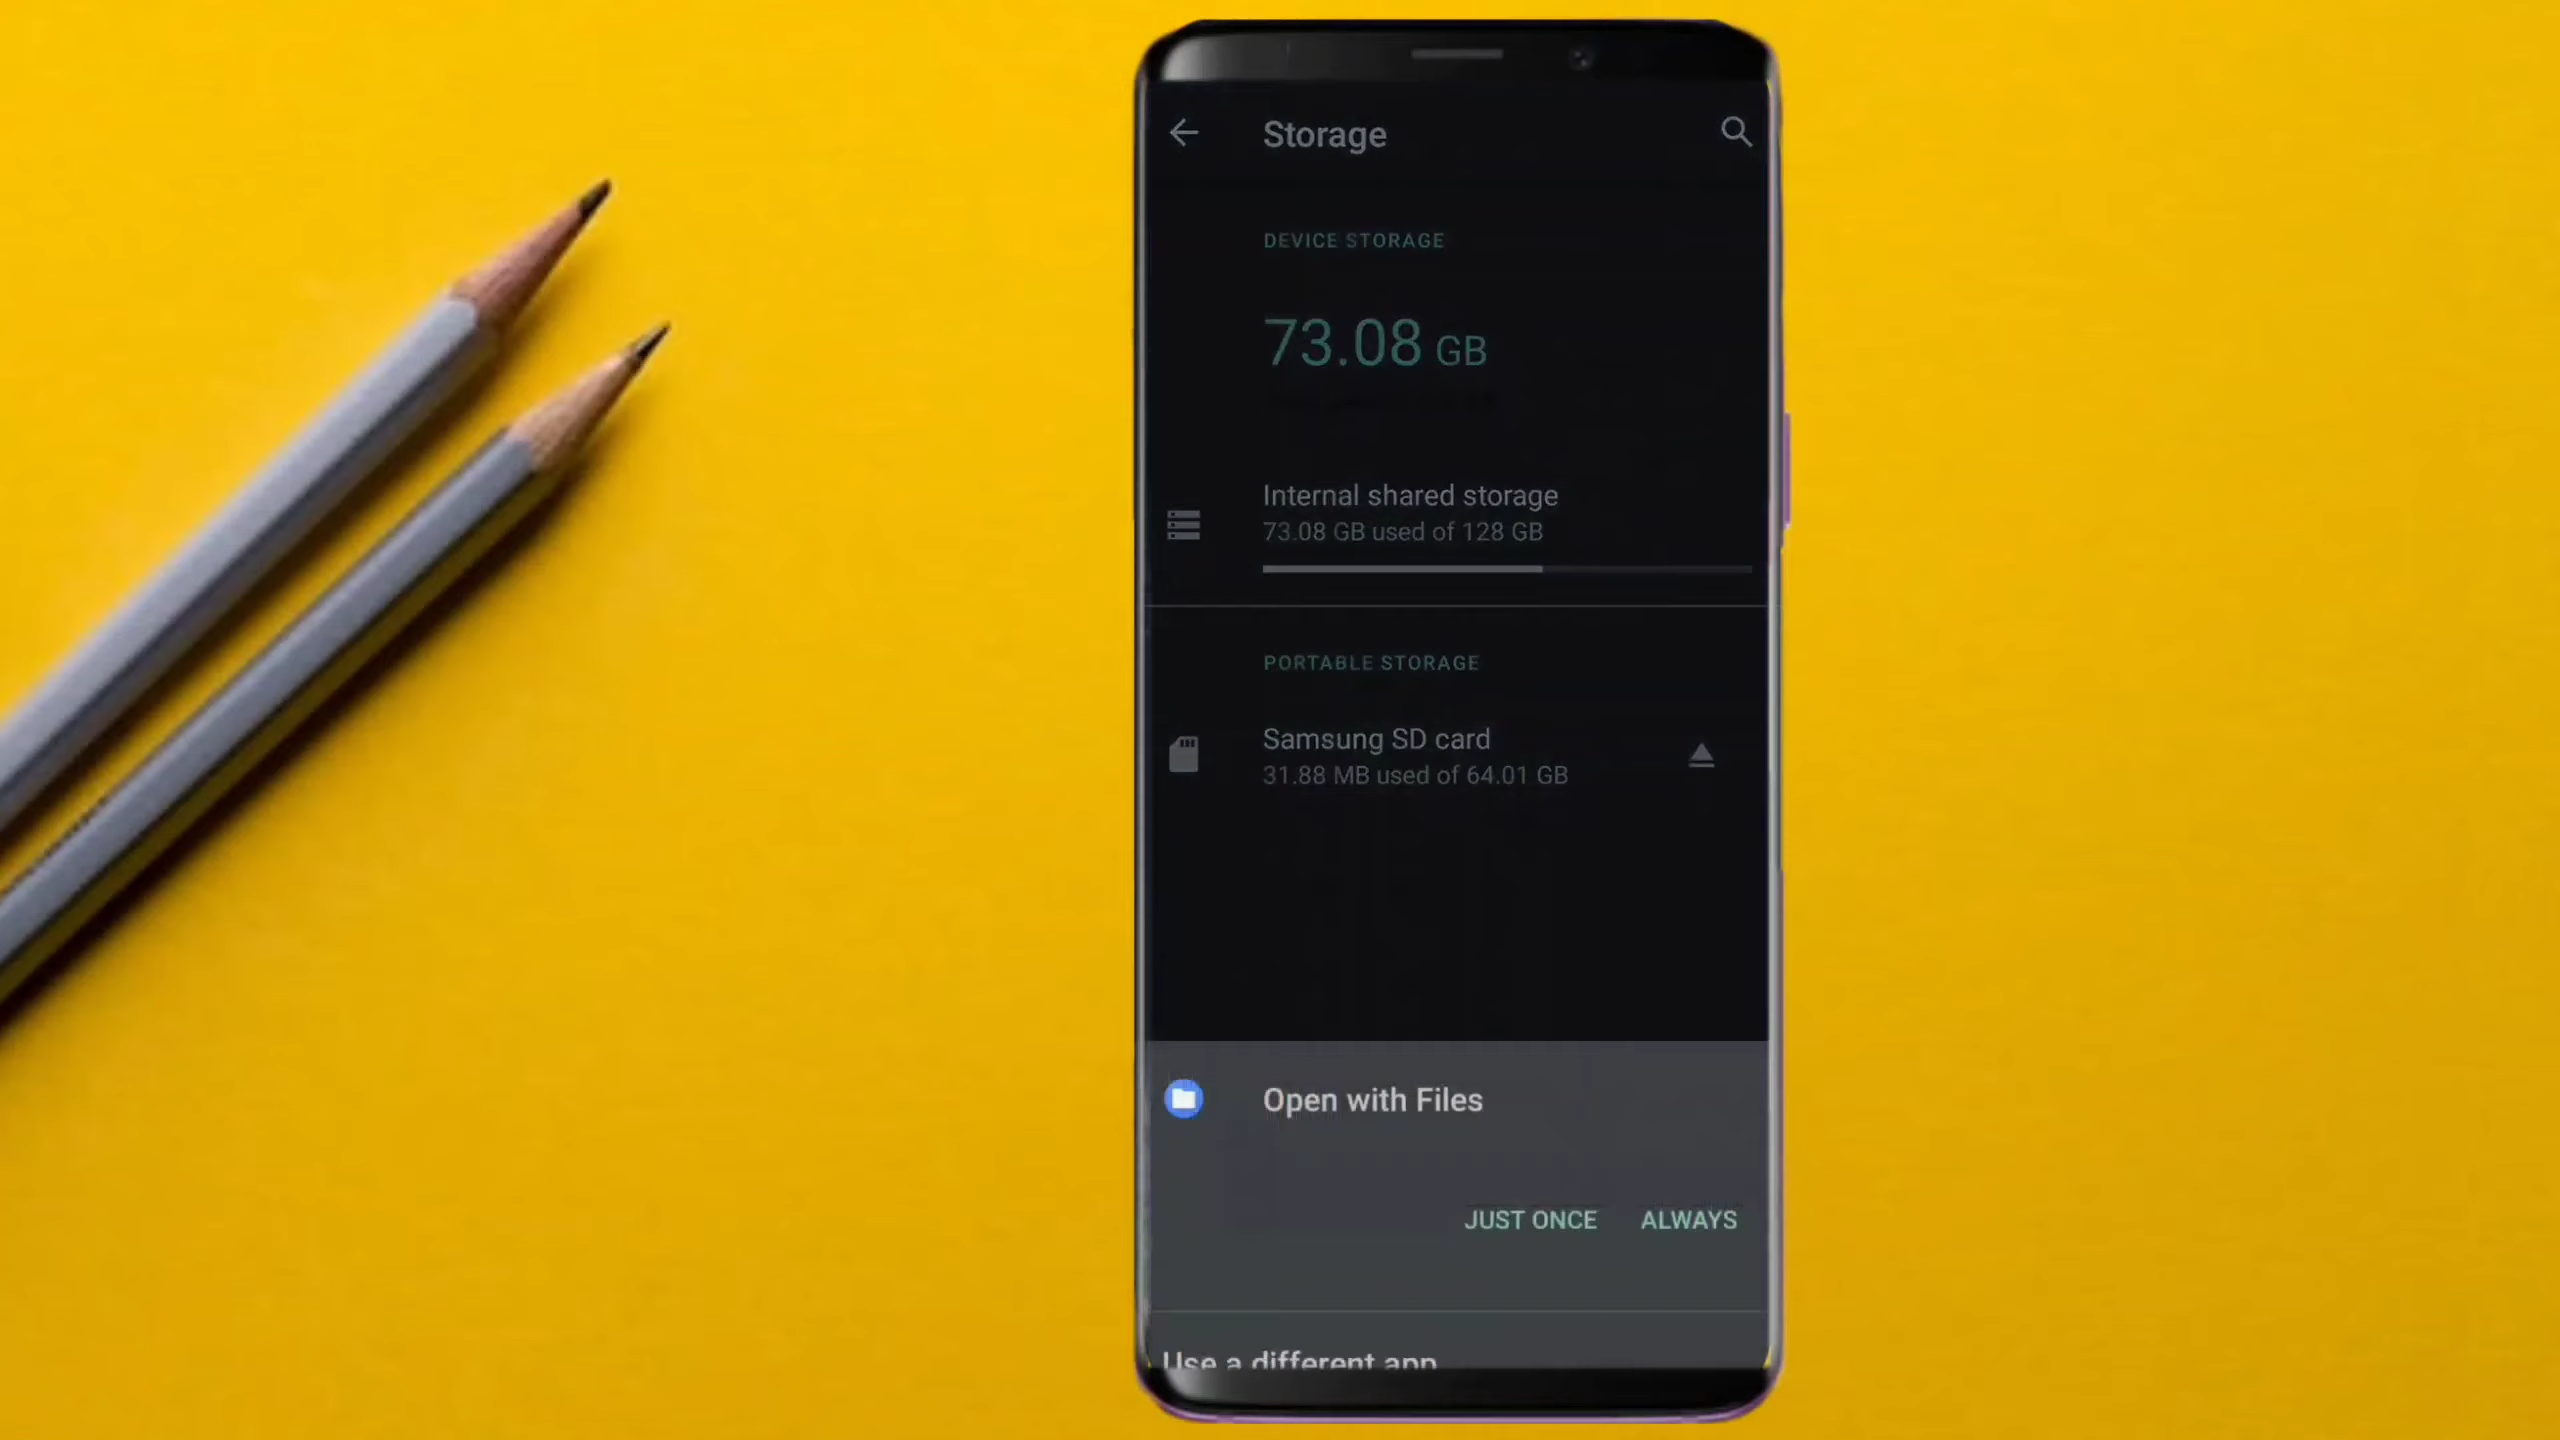 Storage
DEVICE STORAGE
73.08 GB
Internal shared storage
73.08 GB used of 128 GB
PORTABLE STORAGE
Samsung SD card
31.88 MB used of 64.01 GB
Open with Files
JUST ONCE ALWAYS
Use a different app